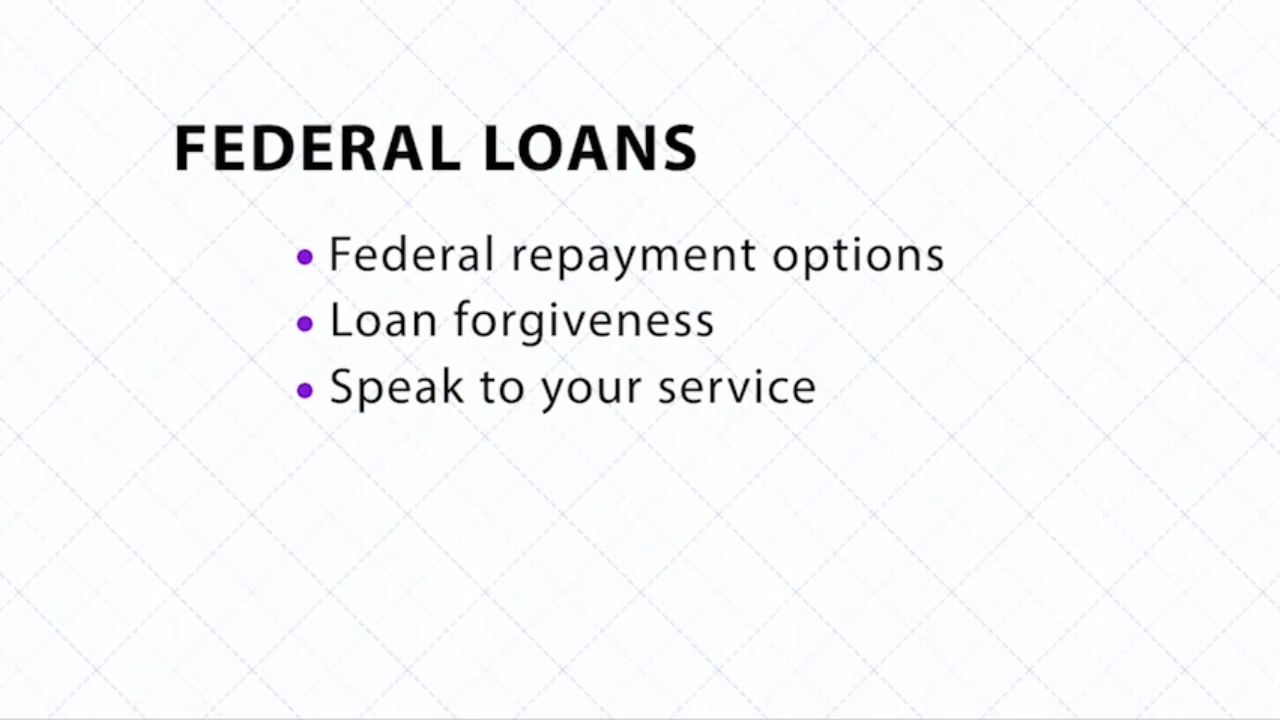 FEDERAL LOANS
• Federal repayment options
• Loan forgiveness
• Speak to your service